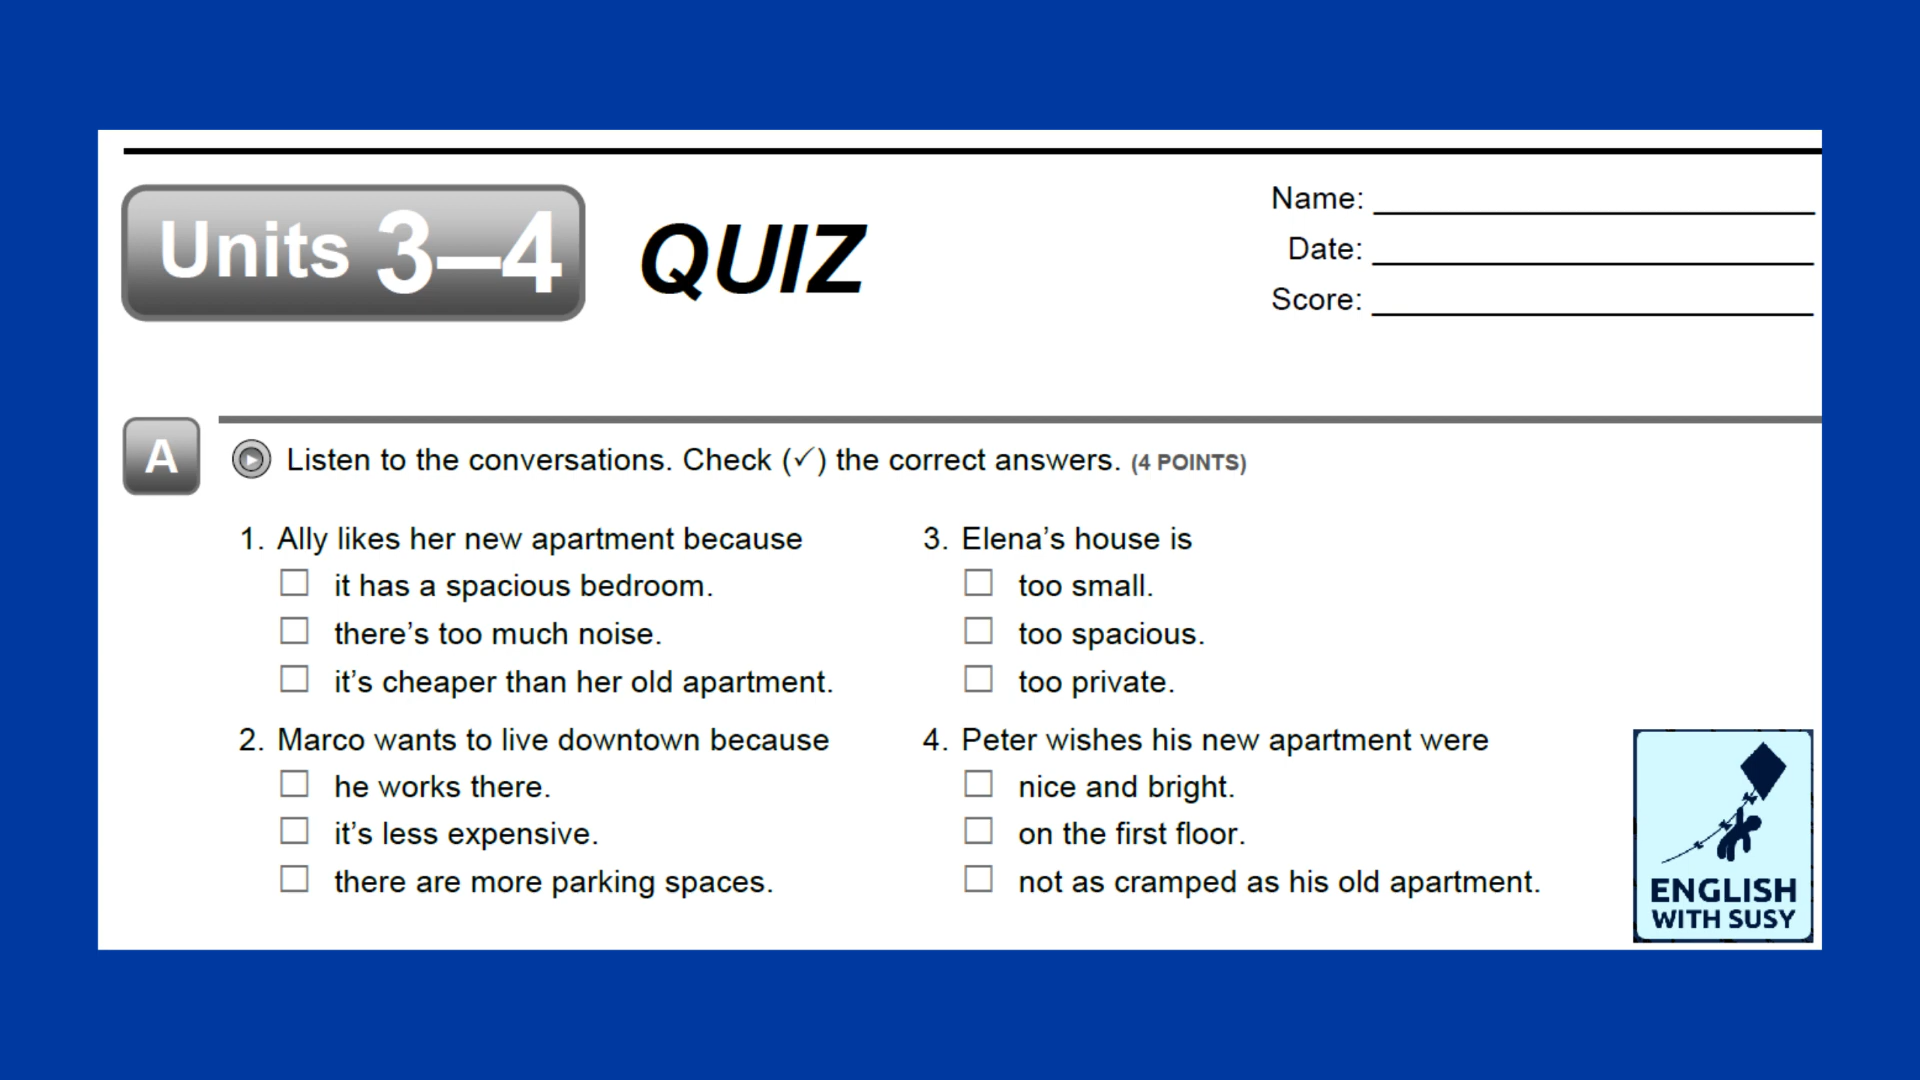 Units 3–4 QUIZ
Name:
Date:
Score:
A
Listen to the conversations. Check (✓) the correct answers. (4 POINTS)
1. Ally likes her new apartment because
☐ it has a spacious bedroom.
☐ there’s too much noise.
☐ it’s cheaper than her old apartment.
2. Marco wants to live downtown because
☐ he works there.
☐ it’s less expensive.
☐ there are more parking spaces.
3. Elena’s house is
☐ too small.
☐ too spacious.
☐ too private.
4. Peter wishes his new apartment were
☐ nice and bright.
☐ on the first floor.
☐ not as cramped as his old apartment.
ENGLISH
WITH SUSY